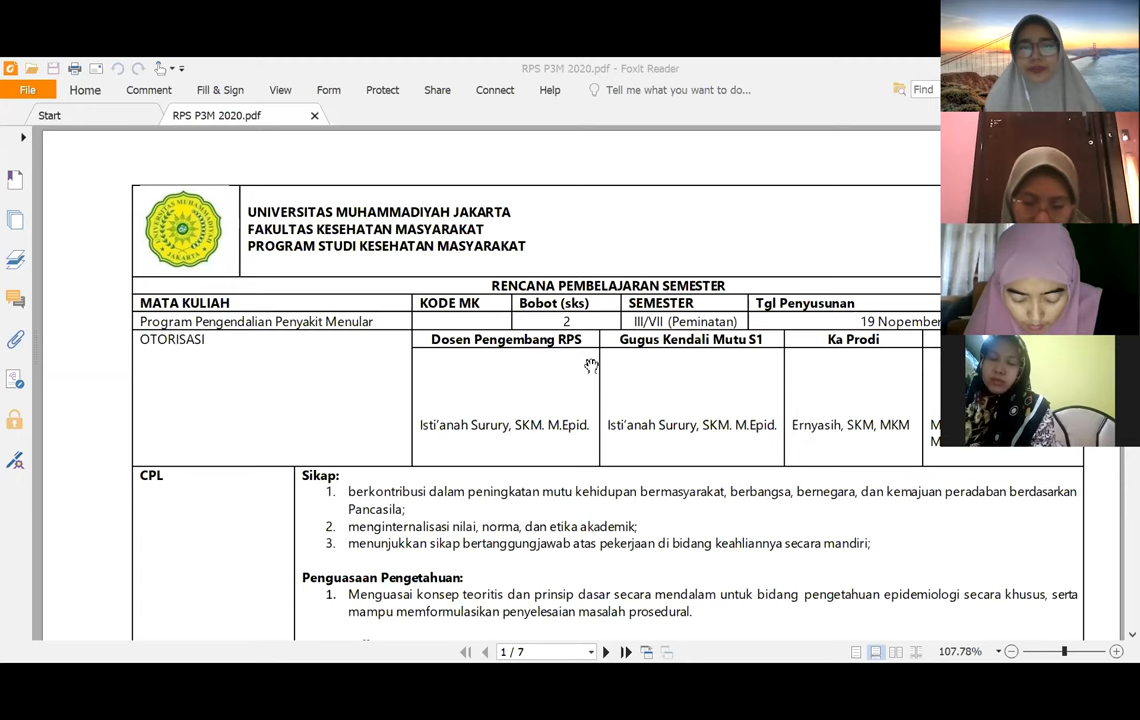 RPS P3M 2020.pdf - Foxit Reader
File Home Comment Fill & Sign View Form Protect Share Connect Help Tell me what you want to do... Find
Start RPS P3M 2020.pdf
UNIVERSITAS MUHAMMADIYAH JAKARTA
FAKULTAS KESEHATAN MASYARAKAT
PROGRAM STUDI KESEHATAN MASYARAKAT
RENCANA PEMBELAJARAN SEMESTER
MATA KULIAH KODE MK Bobot (sks) SEMESTER Tgl Penyusunan
Program Pengendalian Penyakit Menular 2 III/VII (Peminatan) 19 Nopember
OTORISASI Dosen Pengembang RPS Gugus Kendali Mutu S1 Ka Prodi
Isti'anah Surury, SKM. M.Epid. Isti'anah Surury, SKM. M.Epid. Ernyasih, SKM, MKM
CPL Sikap:
1. berkontribusi dalam peningkatan mutu kehidupan bermasyarakat, berbangsa, bernegara, dan kemajuan peradaban berdasarkan
Pancasila;
2. menginternalisasi nilai, norma, dan etika akademik;
3. menunjukkan sikap bertanggungjawab atas pekerjaan di bidang keahliannya secara mandiri;
Penguasaan Pengetahuan:
1. Menguasai konsep teoritis dan prinsip dasar secara mendalam untuk bidang pengetahuan epidemiologi secara khusus, serta
mampu memformulasikan penyelesaian masalah prosedural.
1 / 7 107.78%